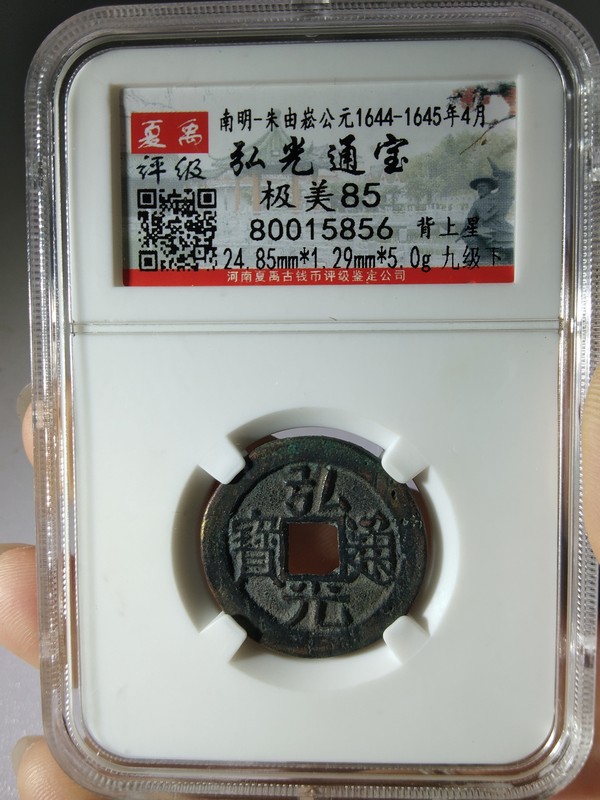 夏禹
评级
南明-朱由崧公元1644-1645年4月
弘光通宝
极美85
80015856 背上星
24.85mm*1.29mm*5.0g 九级下
河南夏禹古钱币评级鉴定公司
弘光通寶